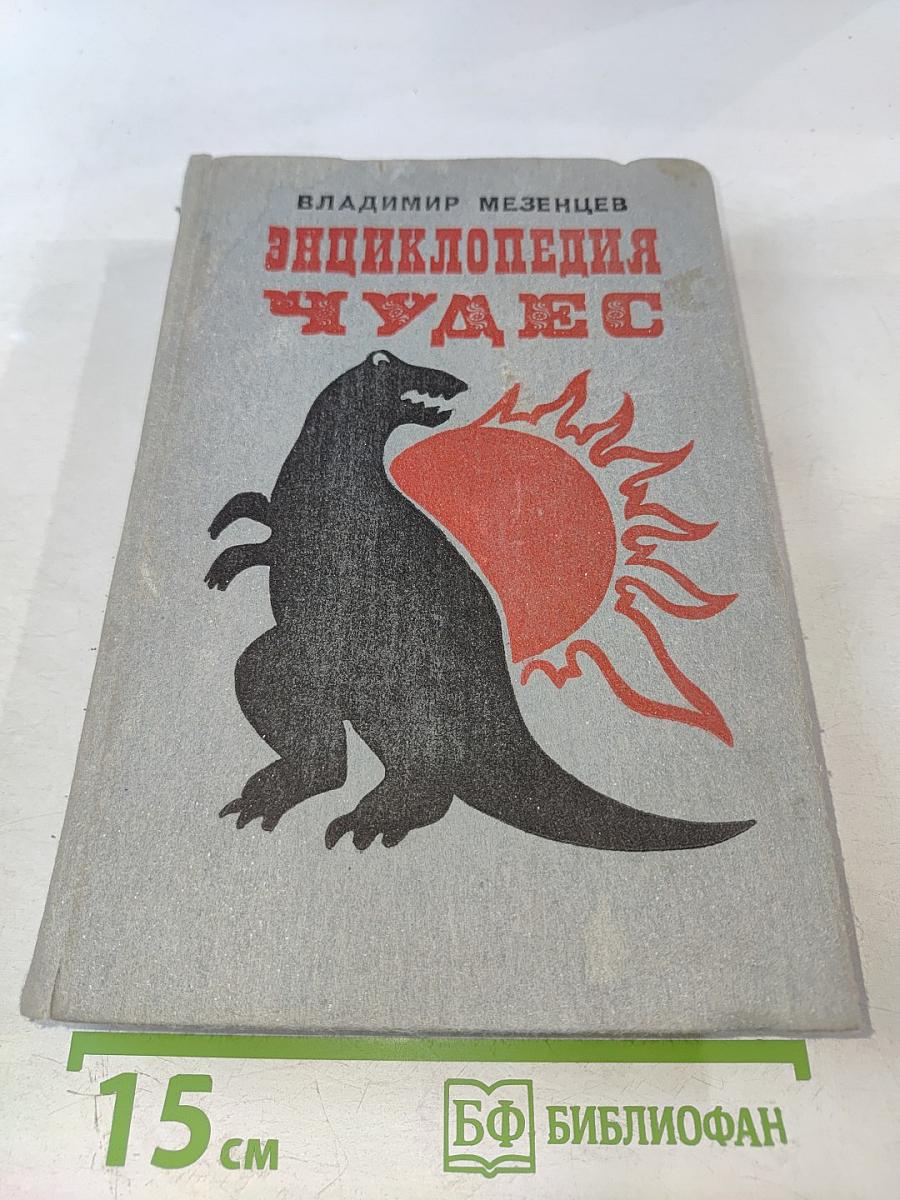 ВЛАДИМИР МЕЗЕНЦЕВ
ЭНЦИКЛОПЕДИЯ
ЧУДЕС
15 см
БФ БИБЛИОФАН